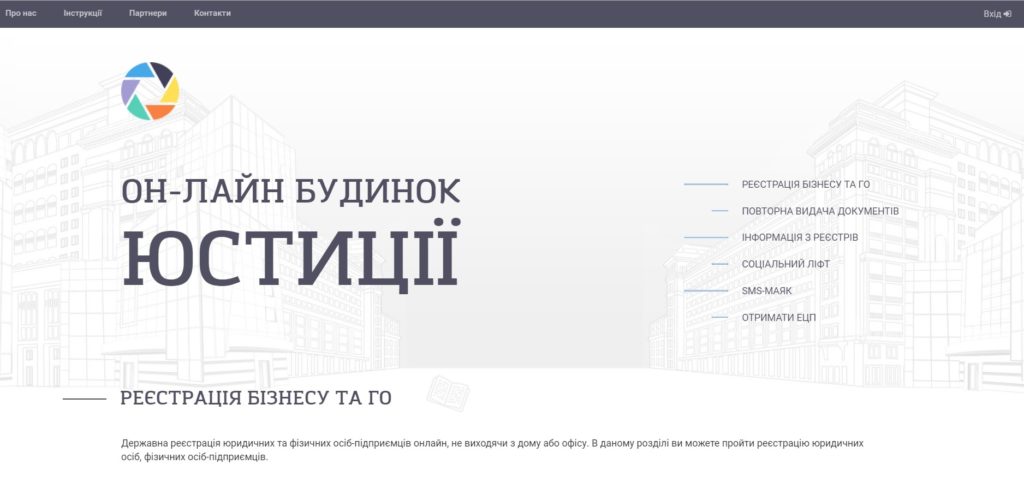 Про нас Інструкції Партнери Контакти Вхід
ОН-ЛАЙН БУДИНОК
ЮСТИЦІЇ
РЕЄСТРАЦІЯ БІЗНЕСУ ТА ГО
ПОВТОРНА ВИДАЧА ДОКУМЕНТІВ
ІНФОРМАЦІЯ З РЕЄСТРІВ
СОЦІАЛЬНИЙ ЛІФТ
SMS-МАЯК
ОТРИМАТИ ЕЦП
РЕЄСТРАЦІЯ БІЗНЕСУ ТА ГО
Державна реєстрація юридичних та фізичних осіб-підприємців онлайн, не виходячи з дому або офісу. В даному розділі ви можете пройти реєстрацію юридичних
осіб, фізичних осіб-підприємців.